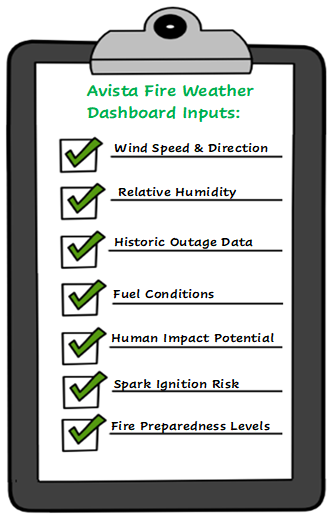 Avista Fire Weather
Dashboard Inputs:
Wind Speed & Direction
Relative Humidity
Historic Outage Data
Fuel Conditions
Human Impact Potential
Spark Ignition Risk
Fire Preparedness Levels